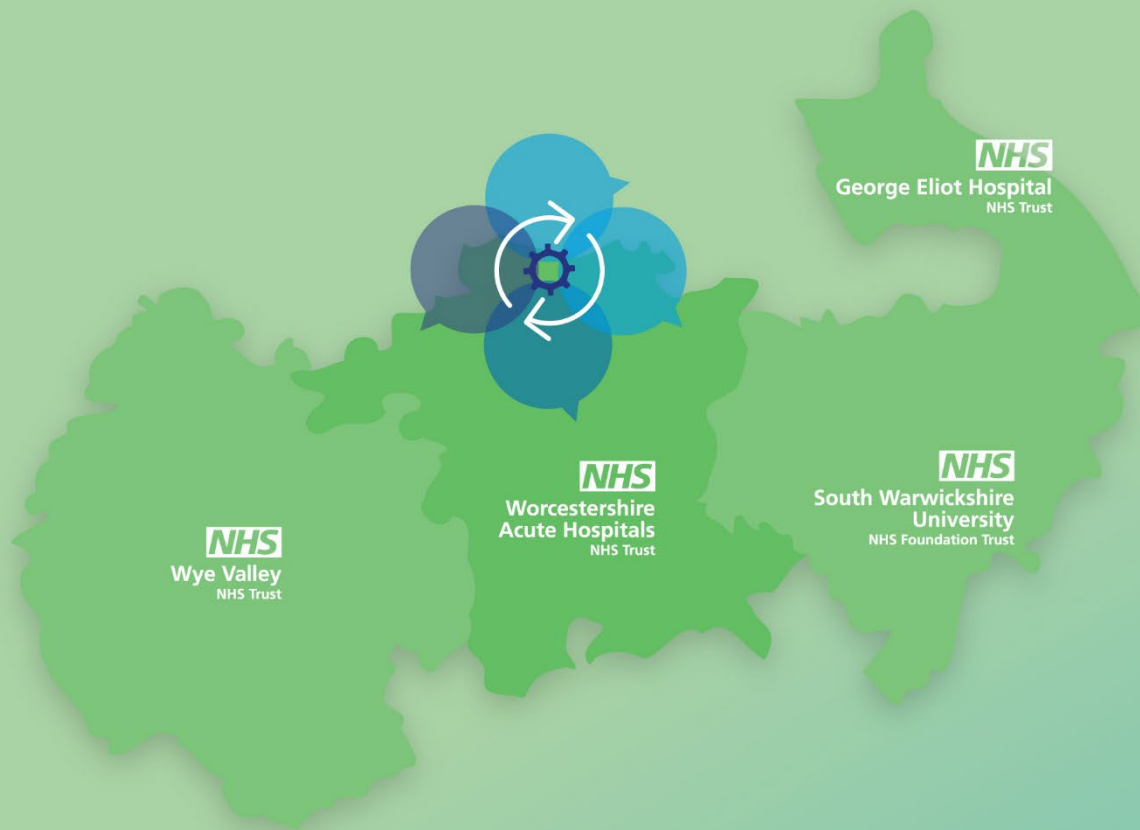 NHS
George Eliot Hospital
NHS Trust
NHS
Worcestershire
Acute Hospitals
NHS Trust
NHS
South Warwickshire
University
NHS Foundation Trust
NHS
Wye Valley
NHS Trust